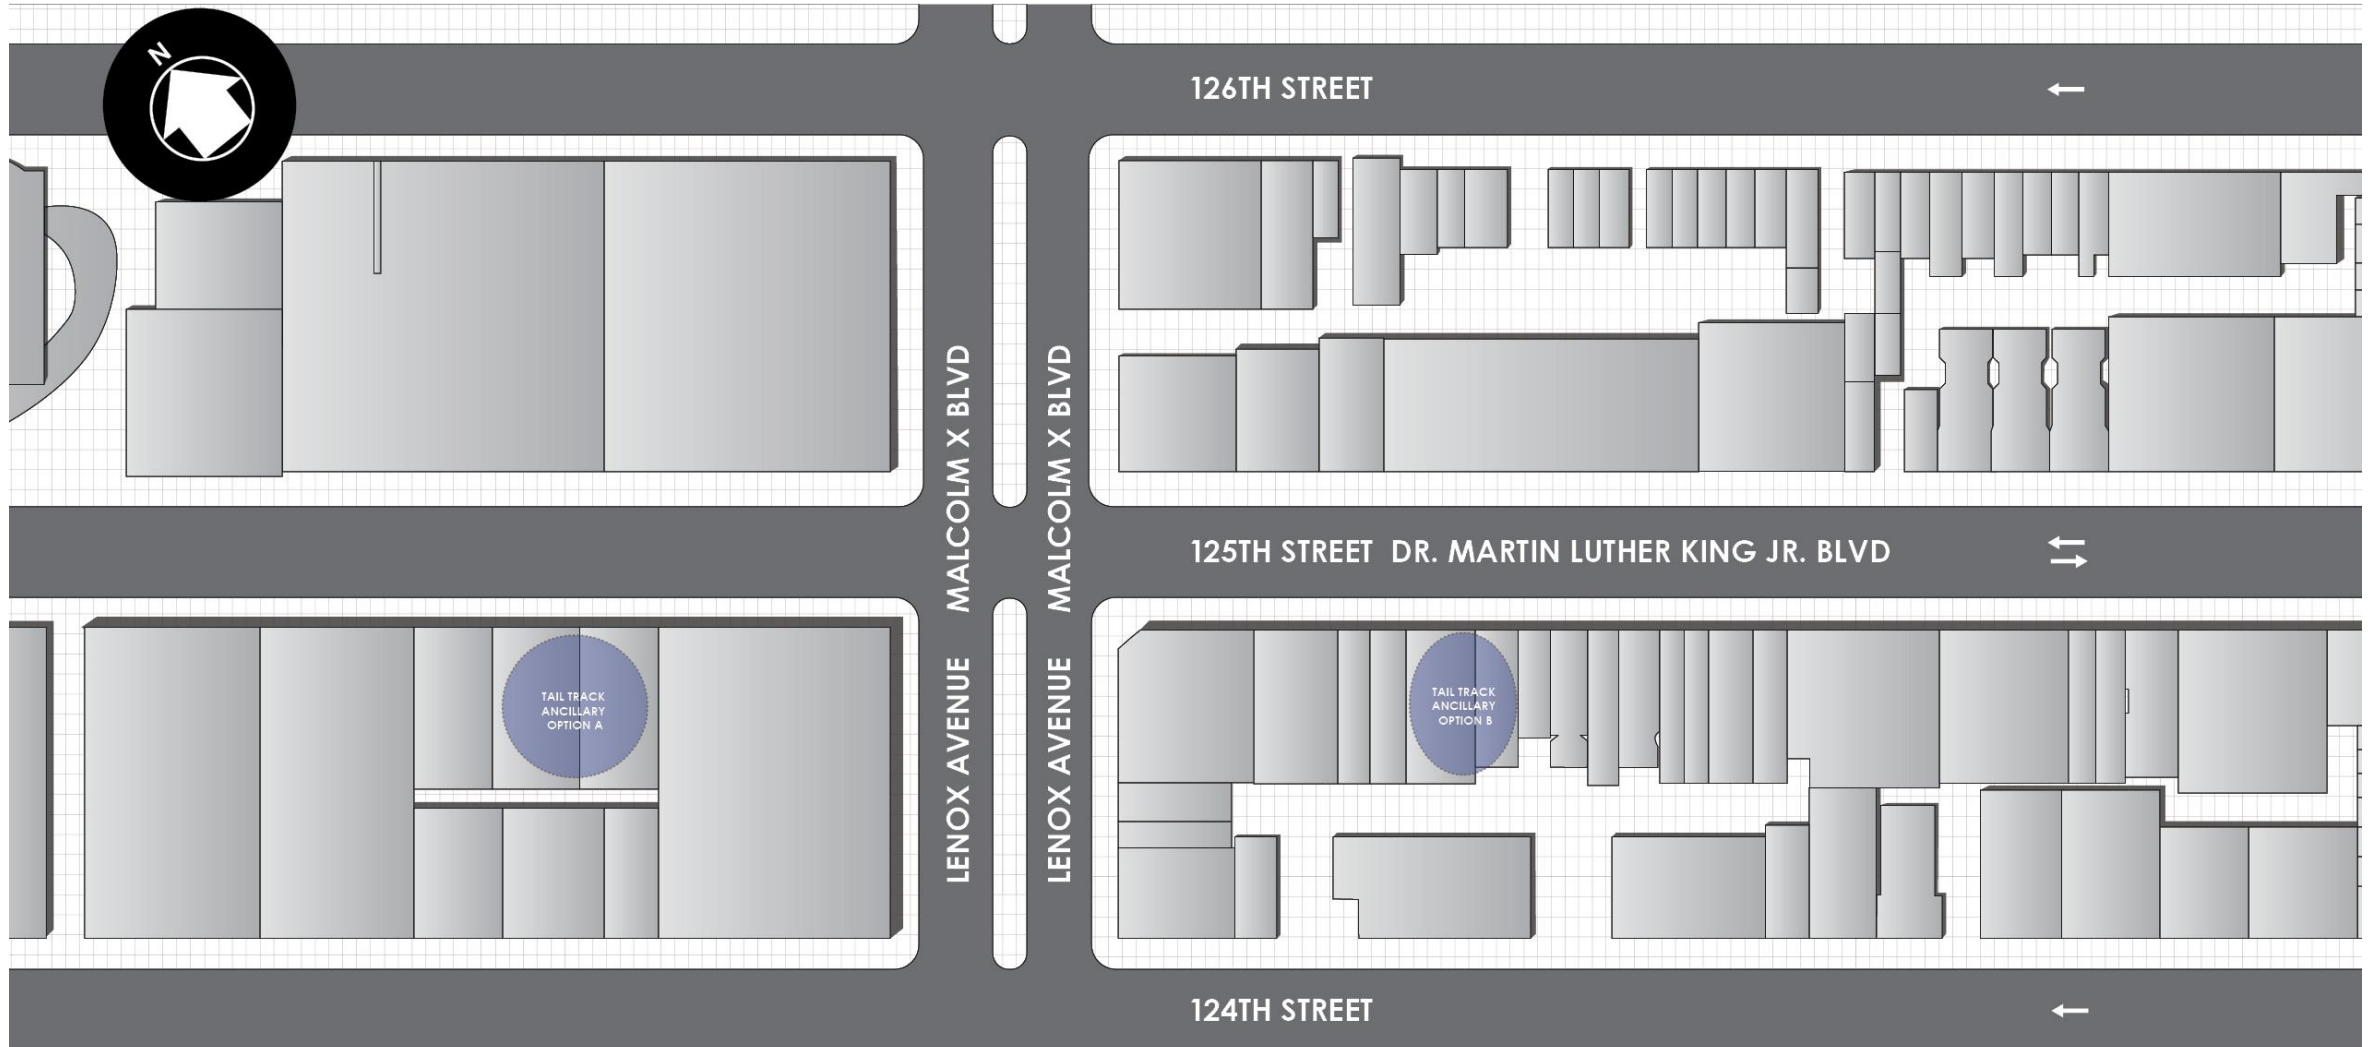 N
126TH STREET
MALCOLM X BLVD
MALCOLM X BLVD
125TH STREET DR. MARTIN LUTHER KING JR. BLVD
LENOX AVENUE
LENOX AVENUE
TAIL TRACK
ANCILLARY
OPTION A
TAIL TRACK
ANCILLARY
OPTION B
124TH STREET